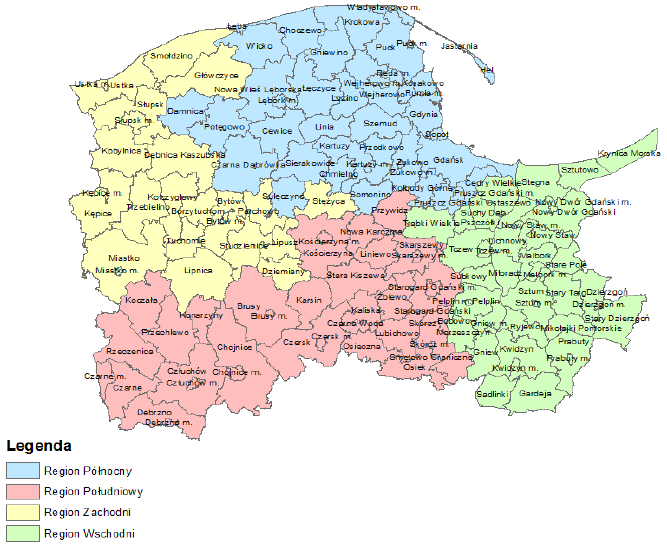 Władysławowo m.
Łeba
Choczewo
Krokowa
Wicko
Gniewino
Puck
Puck m.
Jastarnia
Smołdzino
Główczyce
Hel
Reda m.
Ustka
Ustka
Nowa Wieś Lęborska
Łęczyce
Wejherowo m.
Kosakowo
Lębork m.
Luzino
Wejherowo
Rumia m.
Słupsk
Damnica
Gdynia
Słupsk m.
Potęgowo
Cewice
Linia
Szemud
Sopot
Kobylnica
Dębnica Kaszubska
Kartuzy
Przodkowo
Krynica Morska
Czarna Dąbrówka
Sierakowice
Kartuzy m.
Żukowo
Gdańsk
Chmielno
Żukowo m.
Sztutowo
Kępice m.
Kołczygłowy
Bytów
Sulęczyno
Stężyca
Somonino
Kolbudy Górne
Cedry Wielkie
Stegna
Pruszcz Gdański m.
Trzebielino
Borzytuchom
Parchowo
Przywidz
Pruszcz Gdański
Ostaszewo
Nowy Dwór Gdański m.
Kępice
Bytów m.
Suchy Dąb
Nowy Dwór Gdański
Trąbki Wielkie
Pszczółki
Nowy Staw m.
Nowa Karczma
Nowy Staw
Tuchomie
Studzienice
Lipusz
Kościerzyna m.
Skarszewy
Lichnowy
Kościerzyna
Liniewo
Skarszewy m.
Tczew
Tczew m.
Malbork
Miastko
Stare Pole
Miastko m.
Lipnica
Dziemiany
Stara Kiszewa
Subkowy
Miłoradz
Malbork m.
Starogard Gdański m.
Sztum
Stary Targ
Dzierzgoń
Koczała
Karsin
Zblewo
Pelplin m.
Pelplin
Sztum m.
Dzierzgoń m.
Brusy
Kaliska
Starogard Gdański
Konarzyny
Brusy m.
Bobowo
Stary Dzierzgoń
Czarna Woda
Skórcz
Gniew m.
Ryjewo
Mikołajki Pomorskie
Przechlewo
Lubichowo
Morzeszczyn
Czersk m.
Skórcz m.
Prabuty
Rzeczenica
Chojnice
Czersk
Osieczna
Gniew
Kwidzyn
Smętowo Graniczne
Prabuty m.
Człuchów
Chojnice m.
Osiek
Kwidzyn m.
Czarne m.
Człuchów m.
Czarne
Sadlinki
Gardeja
Debrzno
Debrzno m.
Legenda
Region Północny
Region Południowy
Region Zachodni
Region Wschodni